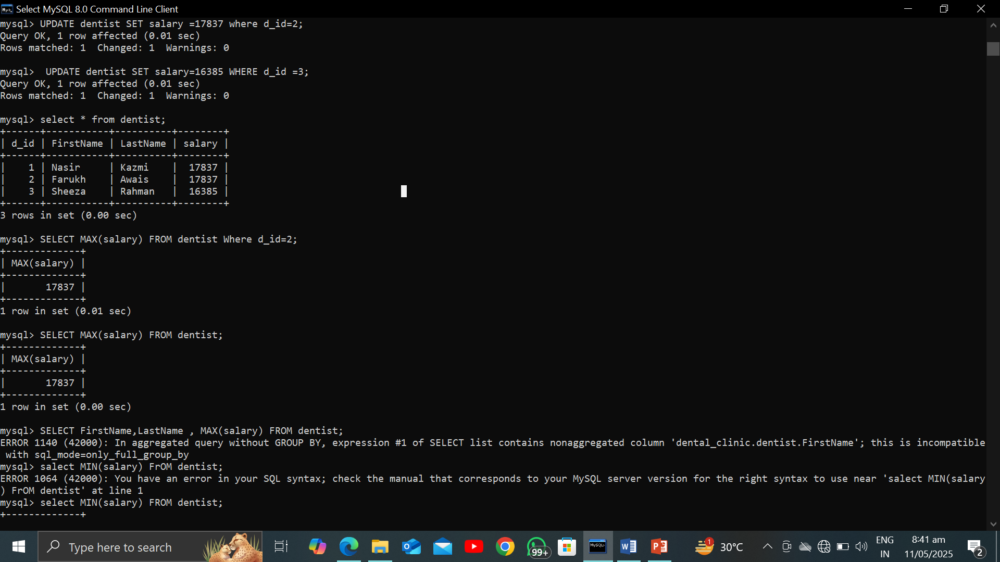 Select MySQL 8.0 Command Line Client
mysql> UPDATE dentist SET salary =17837 where d_id=2;
Query OK, 1 row affected (0.01 sec)
Rows matched: 1  Changed: 1  Warnings: 0
mysql>  UPDATE dentist SET salary=16385 WHERE d_id =3;
Query OK, 1 row affected (0.01 sec)
Rows matched: 1  Changed: 1  Warnings: 0
mysql> select * from dentist;
+------+-----------+----------+--------+
| d_id | FirstName | LastName | salary |
+------+-----------+----------+--------+
|    1 | Nasir     | Kazmi    |  17837 |
|    2 | Farukh    | Awais    |  17837 |
|    3 | Sheeza    | Rahman   |  16385 |
+------+-----------+----------+--------+
3 rows in set (0.00 sec)
mysql> SELECT MAX(salary) FROM dentist Where d_id=2;
+-------------+
| MAX(salary) |
+-------------+
|       17837 |
+-------------+
1 row in set (0.01 sec)
mysql> SELECT MAX(salary) FROM dentist;
+-------------+
| MAX(salary) |
+-------------+
|       17837 |
+-------------+
1 row in set (0.00 sec)
mysql> SELECT FirstName,LastName , MAX(salary) FROM dentist;
ERROR 1140 (42000): In aggregated query without GROUP BY, expression #1 of SELECT list contains nonaggregated column 'dental_clinic.dentist.FirstName'; this is incompatible
 with sql_mode=only_full_group_by
mysql> salect MIN(salary) FrOM dentist;
ERROR 1064 (42000): You have an error in your SQL syntax; check the manual that corresponds to your MySQL server version for the right syntax to use near 'salect MIN(salary
) FrOM dentist' at line 1
mysql> select MIN(salary) FROM dentist;
+-------------+
Type here to search
99+
MySQL>
1
30°C
ENG
IN
8:41 am
11/05/2025
2